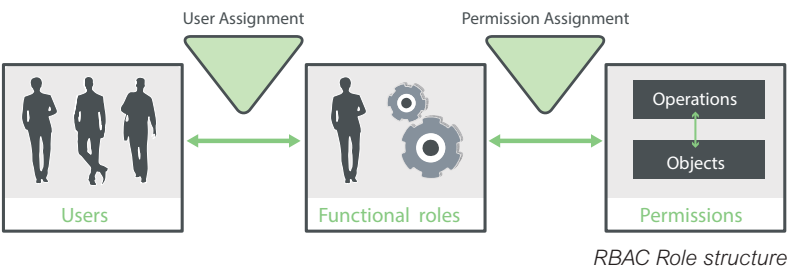 User Assignment
Permission Assignment
Operations
Objects
Users
Functional roles
Permissions
RBAC Role structure